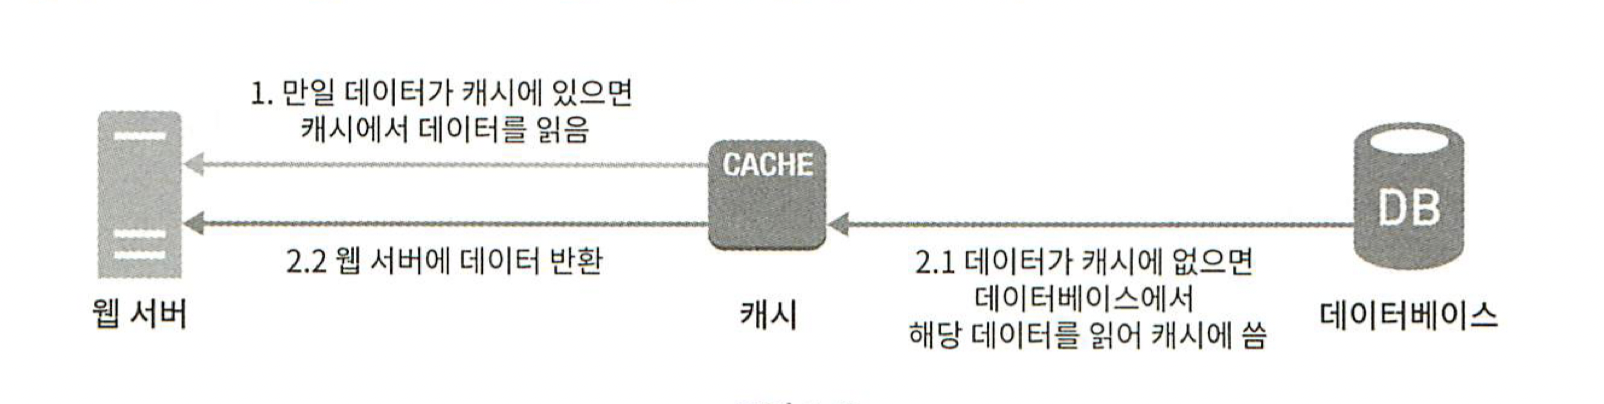 1. 만일 데이터가 캐시에 있으면
캐시에서 데이터를 읽음
CACHE
DB
2.2 웹 서버에 데이터 반환
2.1 데이터가 캐시에 없으면
데이터베이스에서
해당 데이터를 읽어 캐시에 씀
웹 서버
캐시
데이터베이스